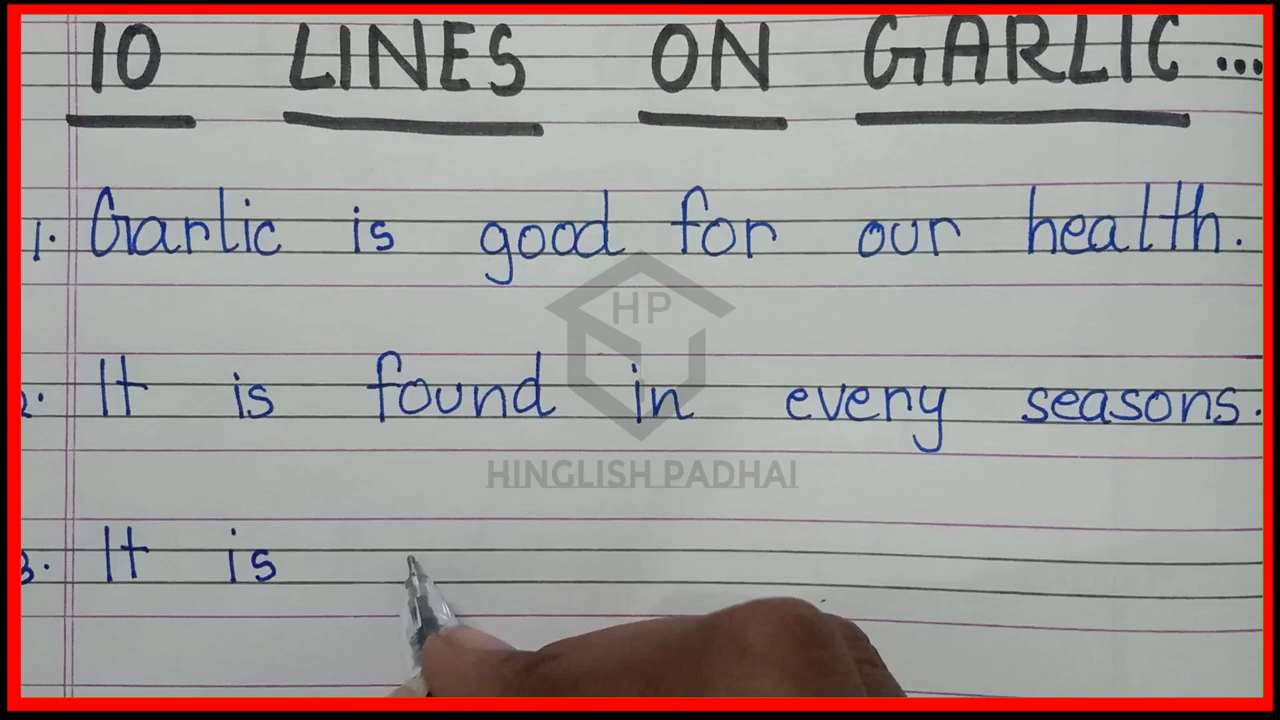 10 LINES ON GARLIC...
1. Garlic is good for our health.
HP
2. It is found in every seasons.
HINGLISH PADHAI
3. It is